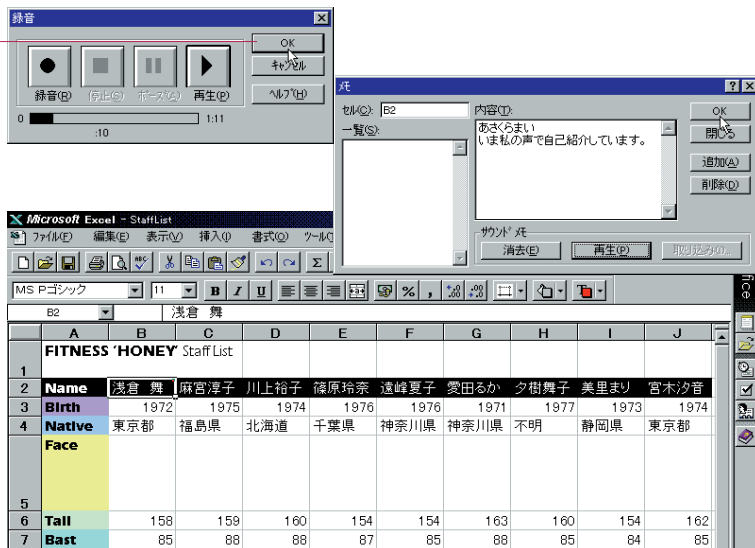 録音
OK
キャンセル
録音(R) 停止(S) ポーズ(A) 再生(P) ヘルプ(H)
0 1:11
:10
メモ
セル(C): B2 内容(T): OK
一覧(S): あさくらまい 閉じる
いま私の声で自己紹介しています。
追加(A)
削除(D)
サウンド メモ
消去(E) 再生(P) 取り込み(I)...
Microsoft Excel - StaffList
ファイル(F) 編集(E) 表示(V) 挿入(I) 書式(O) ツール(
MS Pゴシック 11 B I U % ,
B2 浅倉 舞
A B C D E F G H I J
FITNESS 'HONEY' Staff List
1
2 Name 浅倉 舞 麻宮淳子 川上裕子 篠原玲奈 遠峰夏子 愛田るか 夕樹舞子 美里まり 宮木汐音
3 Birth 1972 1975 1974 1976 1976 1971 1977 1973 1974
4 Native 東京都 福島県 北海道 千葉県 神奈川県 神奈川県 不明 静岡県 東京都
Face
5
6 Tall 158 159 160 154 154 163 160 154 162
7 Bast 85 88 88 87 85 88 85 84 85